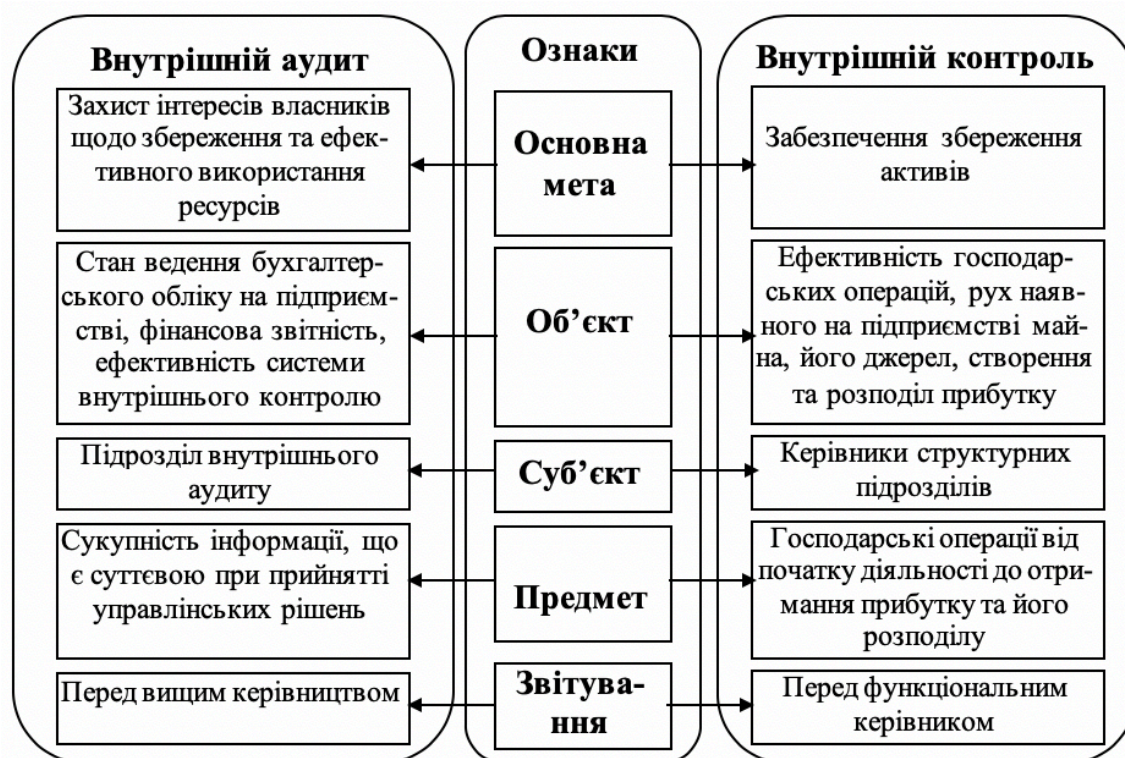 Внутрішній аудит
Захист інтересів власників
щодо збереження та ефек-
тивного використання
ресурсів
Стан ведення бухгалтер-
ського обліку на підприєм-
стві, фінансова звітність,
ефективність системи
внутрішнього контролю
Підрозділ внутрішнього
аудиту
Сукупність інформації, що
є суттєвою при прийнятті
управлінських рішень
Перед вищим керівництвом
Ознаки
Основна
мета
Об’єкт
Суб’єкт
Предмет
Звітува-
ння
Внутрішній контроль
Забезпечення збереження
активів
Ефективність господар-
ських операцій, рух наяв-
ного на підприємстві май-
на, його джерел, створення
та розподіл прибутку
Керівники структурних
підрозділів
Господарські операції від
початку діяльності до отри-
мання прибутку та його
розподілу
Перед функціональним
керівником